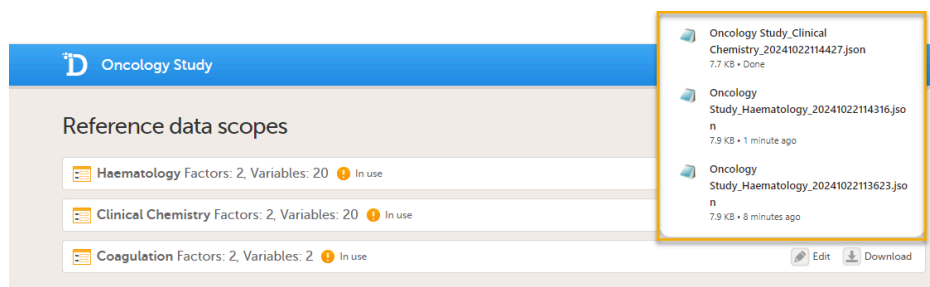 Oncology Study_Clinical
Chemistry_20241022114427.json
7.7 KB • Done
Oncology
Study_Haematology_20241022114316.jso
n
7.9 KB • 1 minute ago
Oncology
Study_Haematology_20241022113623.jso
n
7.9 KB • 8 minutes ago
D Oncology Study
Reference data scopes
Haematology Factors: 2, Variables: 20 ! In use
Clinical Chemistry Factors: 2, Variables: 20 ! In use
Coagulation Factors: 2, Variables: 2 ! In use Edit Download